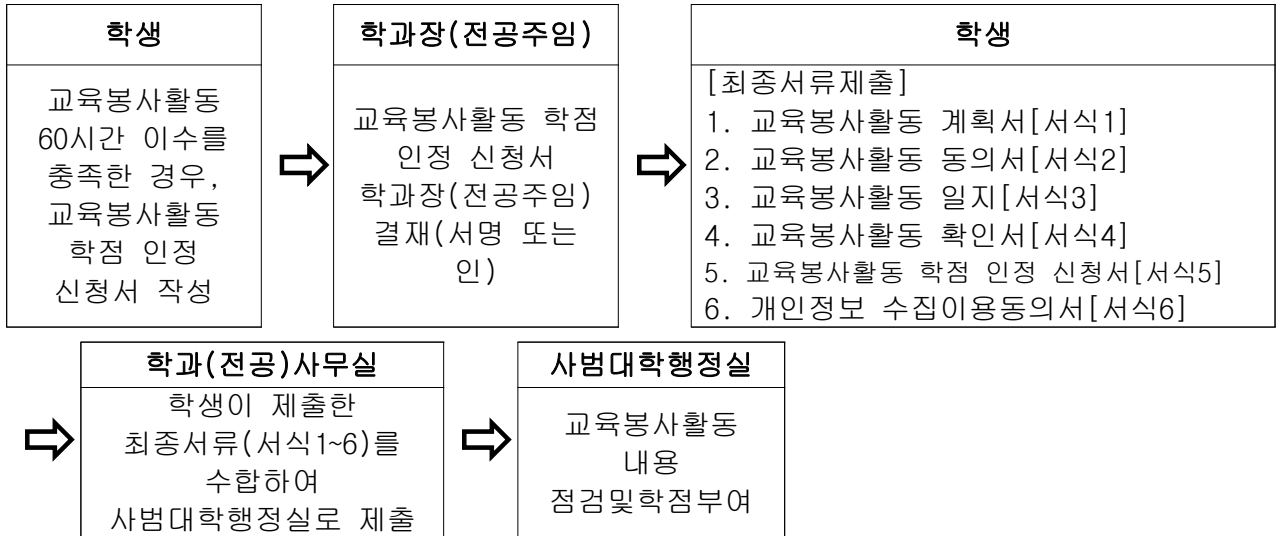 학생
교육봉사활동
60시간 이수를
충족한 경우,
교육봉사활동
학점 인정
신청서 작성
학과장(전공주임)
교육봉사활동 학점
인정 신청서
학과장(전공주임)
결재(서명 또는
인)
학생
[최종서류제출]
1. 교육봉사활동 계획서[서식1]
2. 교육봉사활동 동의서[서식2]
3. 교육봉사활동 일지[서식3]
4. 교육봉사활동 확인서[서식4]
5. 교육봉사활동 학점 인정 신청서[서식5]
6. 개인정보 수집이용동의서[서식6]
학과(전공)사무실
학생이 제출한
최종서류(서식1~6)를
수합하여
사범대학행정실로 제출
사범대학행정실
교육봉사활동
내용
점검및학점부여